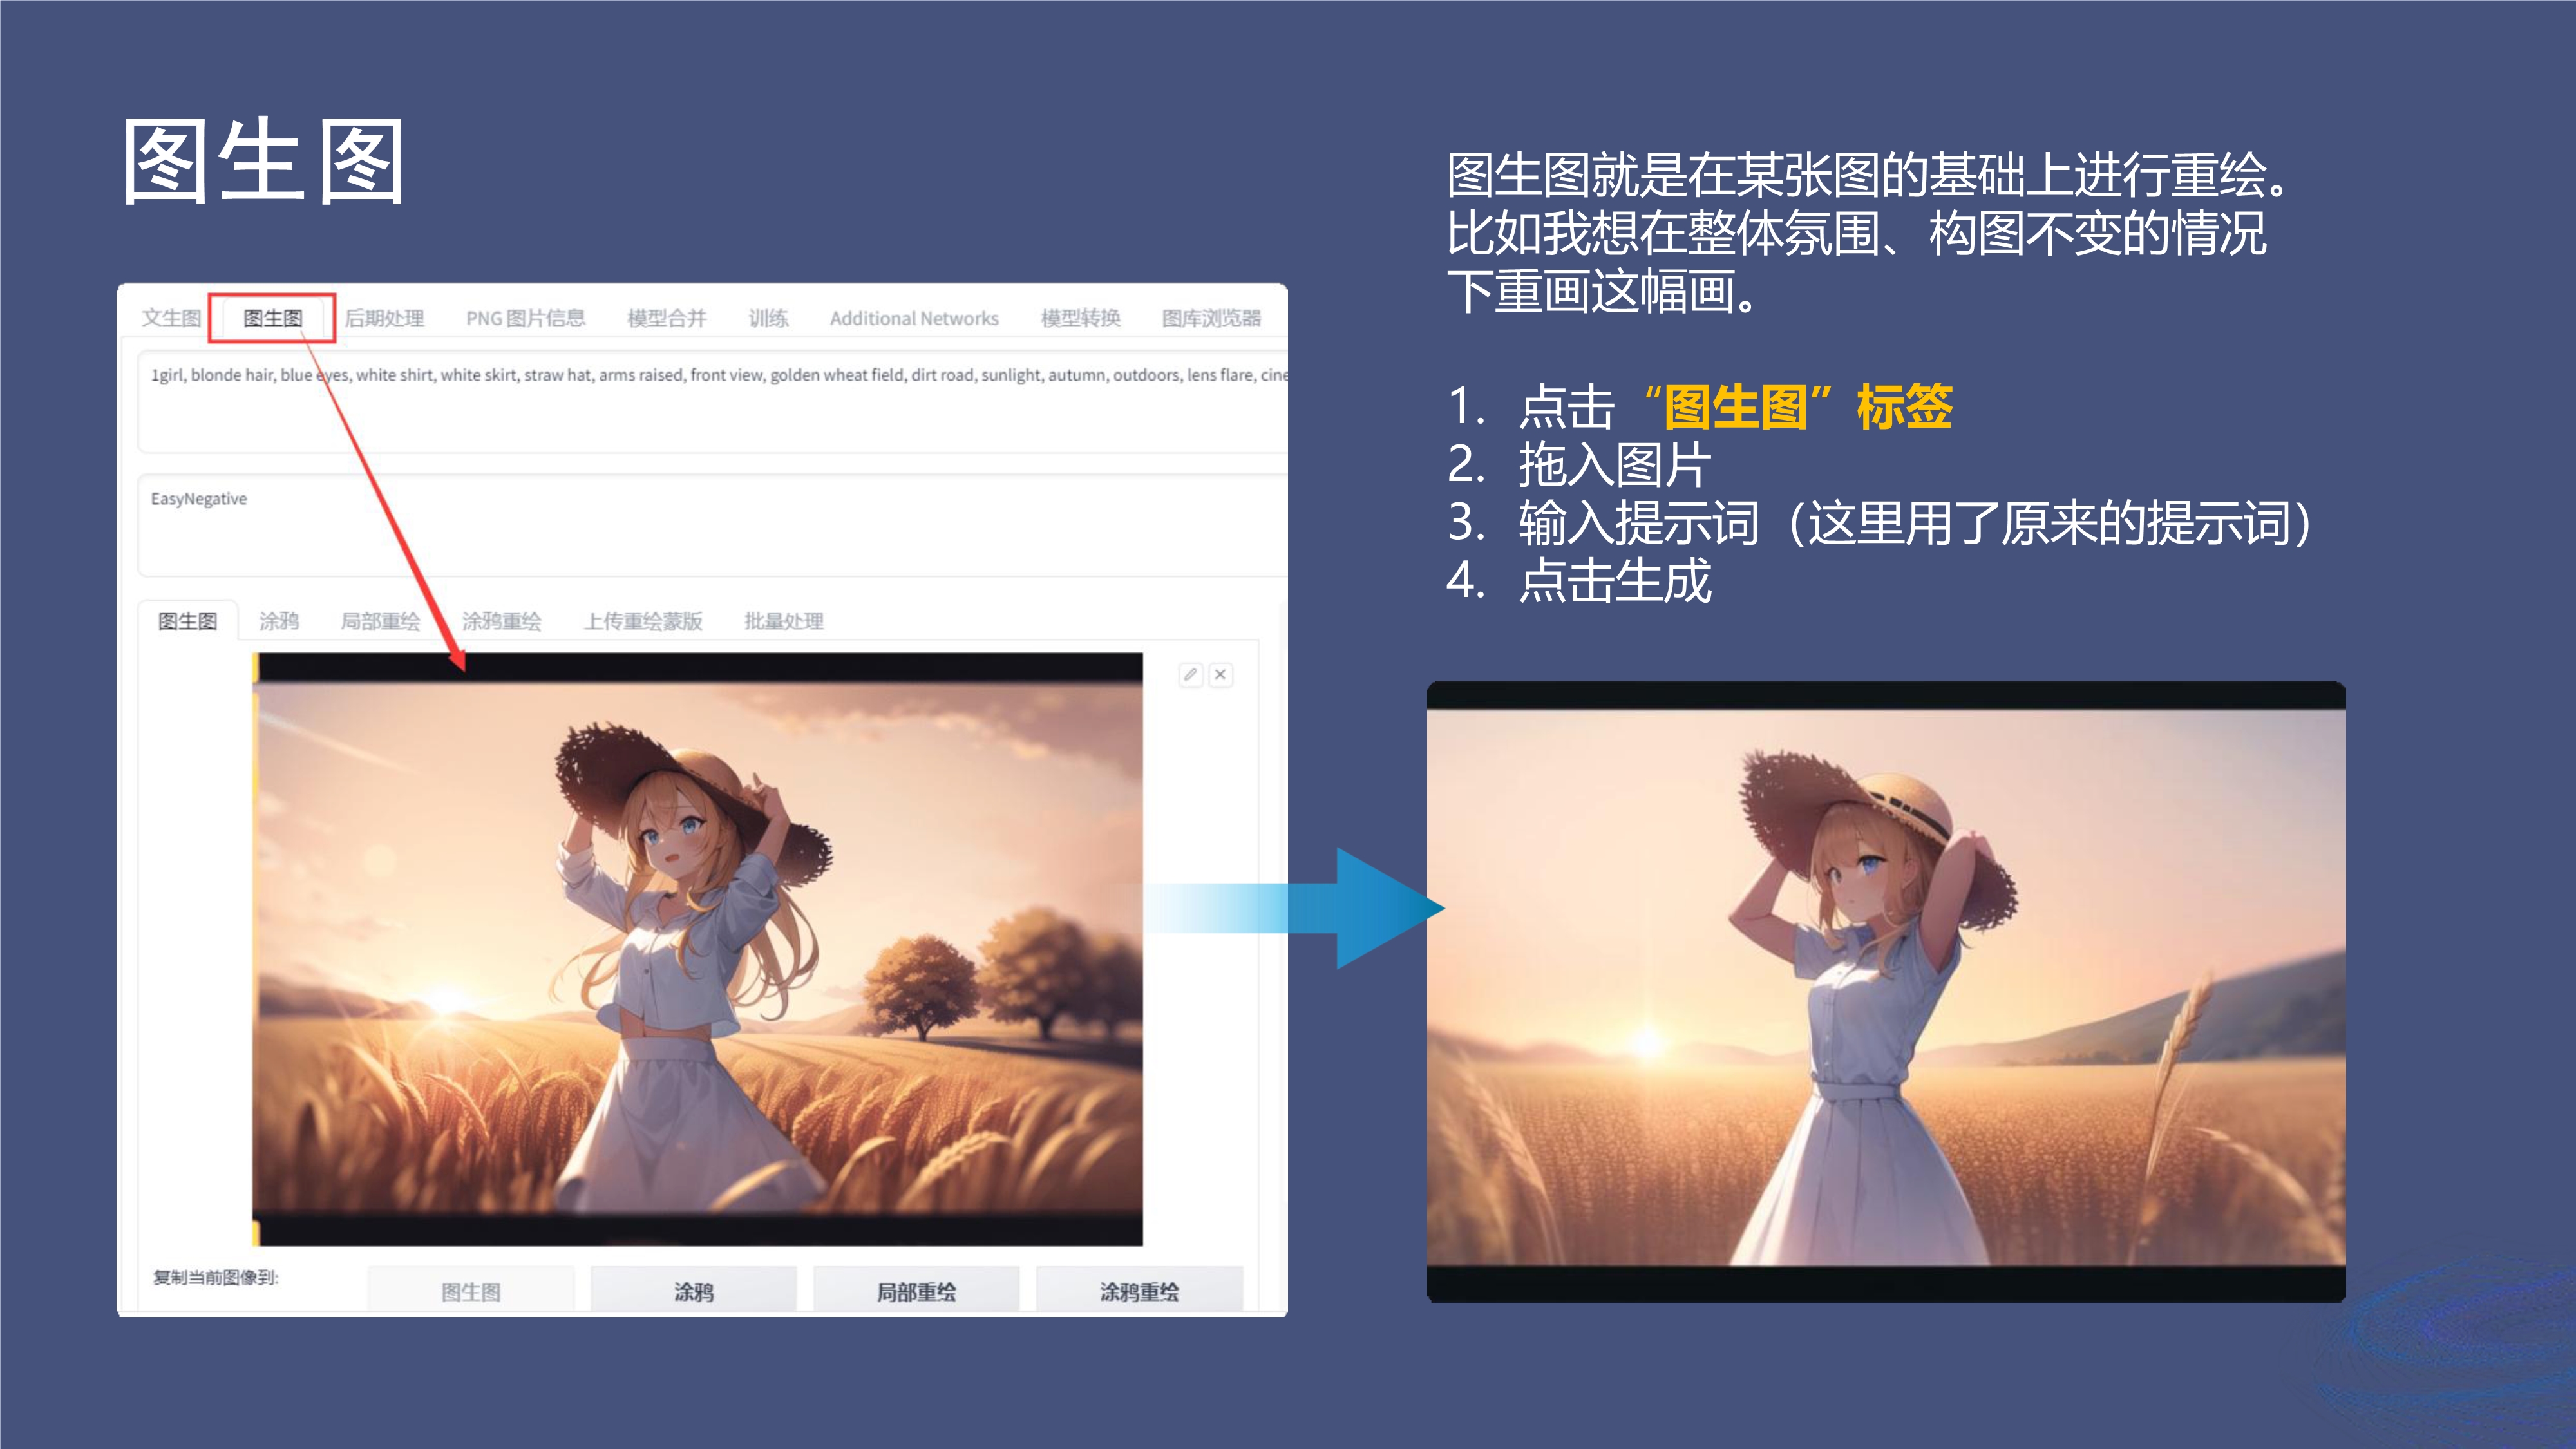 图生图
文生图 图生图 后期处理 PNG 图片信息 模型合并 训练 Additional Networks 模型转换 图库浏览器
1girl, blonde hair, blue eyes, white shirt, white skirt, straw hat, arms raised, front view, golden wheat field, dirt road, sunlight, autumn, outdoors, lens flare, cine
EasyNegative
图生图 涂鸦 局部重绘 涂鸦重绘 上传重绘蒙版 批量处理
复制当前图像到: 图生图 涂鸦 局部重绘 涂鸦重绘
图生图就是在某张图的基础上进行重绘。
比如我想在整体氛围、构图不变的情况
下重画这幅画。
1. 点击“图生图”标签
2. 拖入图片
3. 输入提示词（这里用了原来的提示词）
4. 点击生成